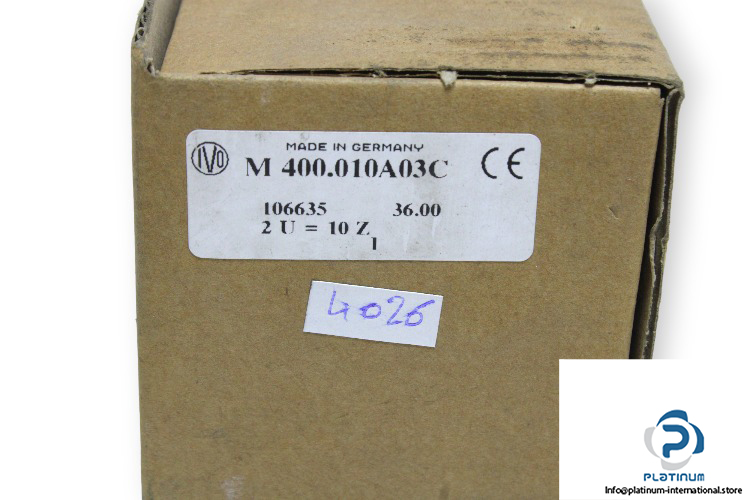 IVO
MADE IN GERMANY
M 400.010A03C
CE
106635 36.00
2 U = 10 Z
1
4026
PLATINUM
Info@platinum-international.store